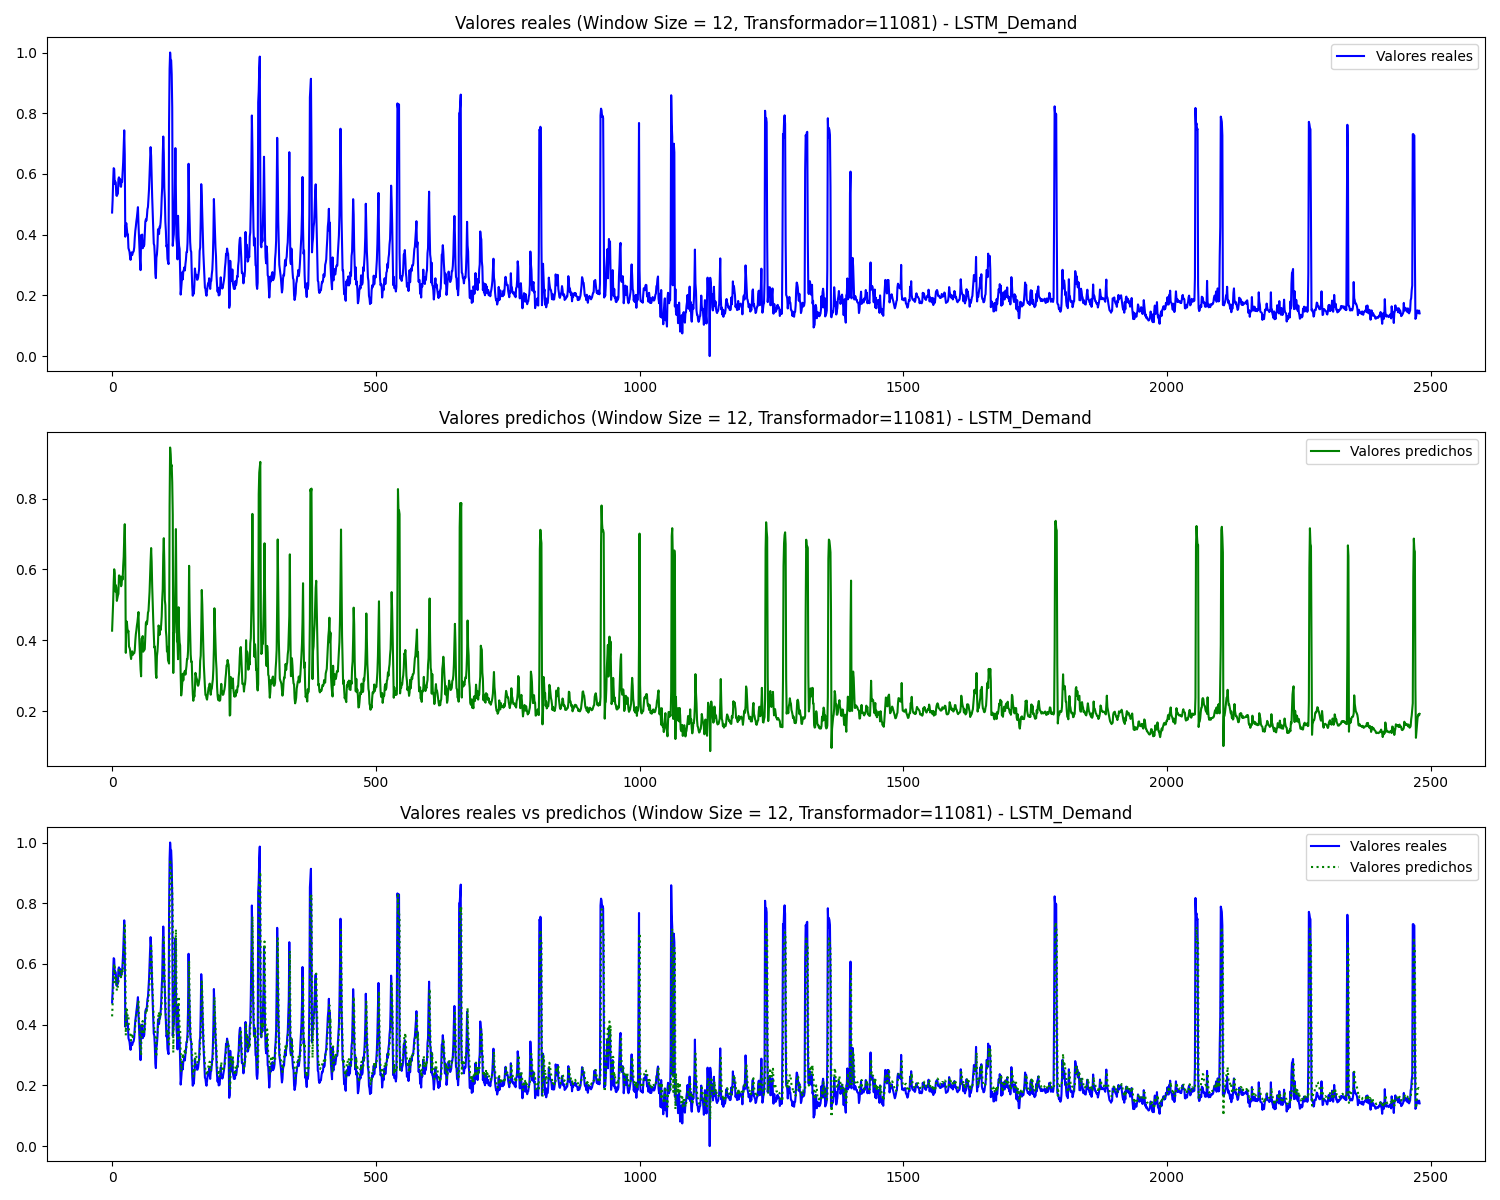 Valores reales (Window Size = 12, Transformador=11081) - LSTM_Demand
Valores reales
1.0
0.8
0.6
0.4
0.2
0.0
0 500 1000 1500 2000 2500
Valores predichos (Window Size = 12, Transformador=11081) - LSTM_Demand
Valores predichos
0.8
0.6
0.4
0.2
0 500 1000 1500 2000 2500
Valores reales vs predichos (Window Size = 12, Transformador=11081) - LSTM_Demand
Valores reales
Valores predichos
1.0
0.8
0.6
0.4
0.2
0.0
0 500 1000 1500 2000 2500